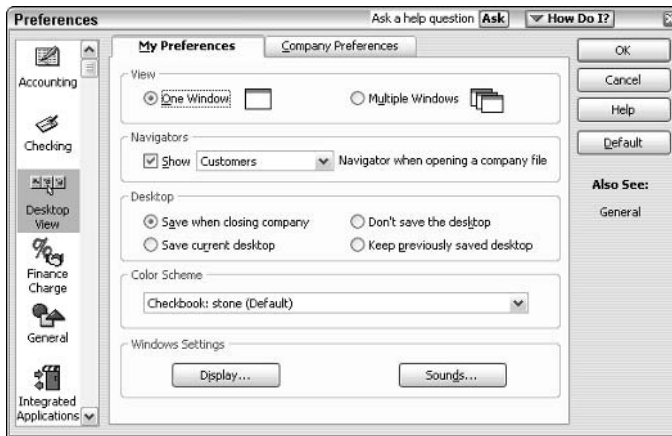 Preferences
Ask a help question Ask
How Do I?
Accounting
Checking
Desktop
View
Finance
Charge
General
Integrated
Applications
My Preferences
Company Preferences
View
One Window
Multiple Windows
Navigators
Show Customers Navigator when opening a company file
Desktop
Save when closing company
Don't save the desktop
Save current desktop
Keep previously saved desktop
Color Scheme
Checkbook: stone (Default)
Windows Settings
Display...
Sounds...
OK
Cancel
Help
Default
Also See:
General